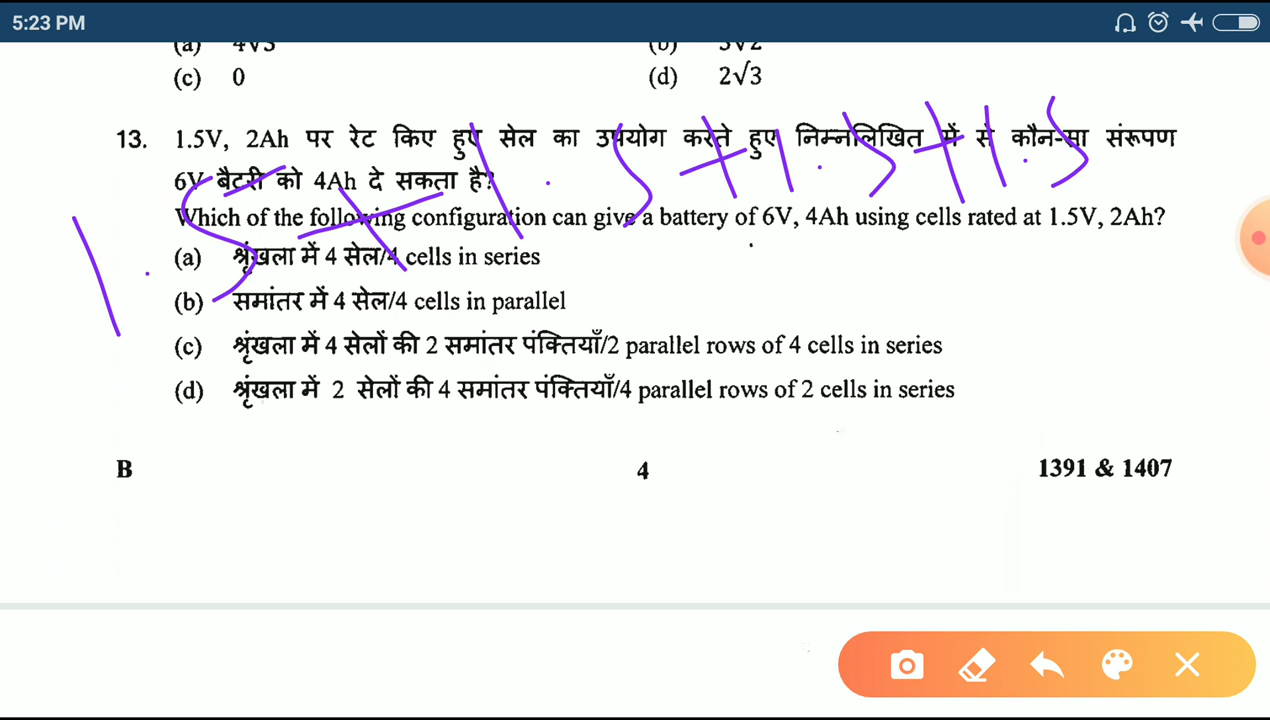 5:23 PM
(a) 4√3 (b) 3√2
(c) 0 (d) 2√3
13. 1.5V, 2Ah पर रेट किए हुए सेल का उपयोग करते हुए निम्नलिखित में से कौन-सा संरूपण
6V बैटरी को 4Ah दे सकता है?
Which of the following configuration can give a battery of 6V, 4Ah using cells rated at 1.5V, 2Ah?
1.5 + 1.5 + 1.5 + 1.5
(a) श्रृंखला में 4 सेल/4 cells in series
(b) समांतर में 4 सेल/4 cells in parallel
(c) श्रृंखला में 4 सेलों की 2 समांतर पंक्तियाँ/2 parallel rows of 4 cells in series
(d) श्रृंखला में 2 सेलों की 4 समांतर पंक्तियाँ/4 parallel rows of 2 cells in series
B 4 1391 & 1407